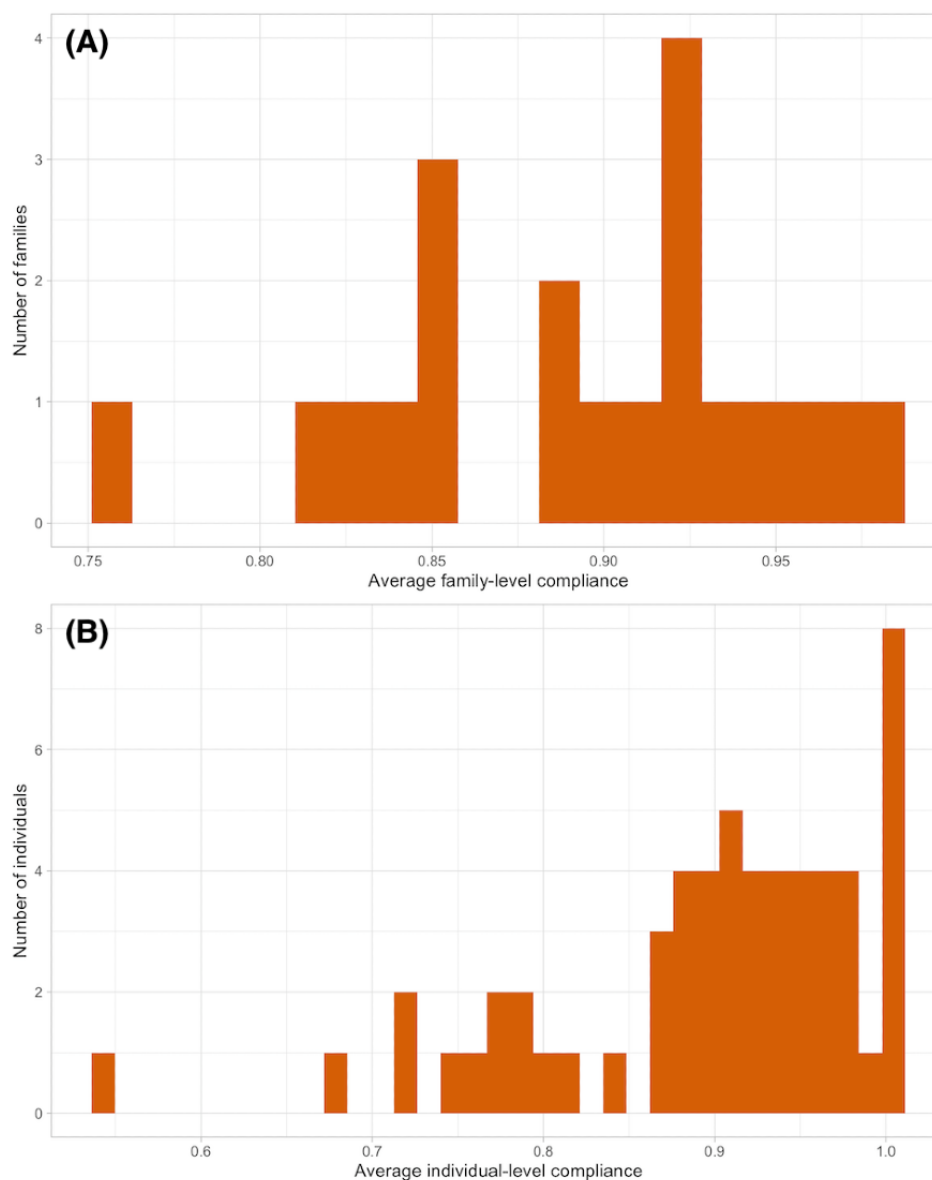 (A)
4
3
2
1
0
Number of families
0.75 0.80 0.85 0.90 0.95
Average family-level compliance
(B)
8
6
4
2
0
Number of individuals
0.6 0.7 0.8 0.9 1.0
Average individual-level compliance